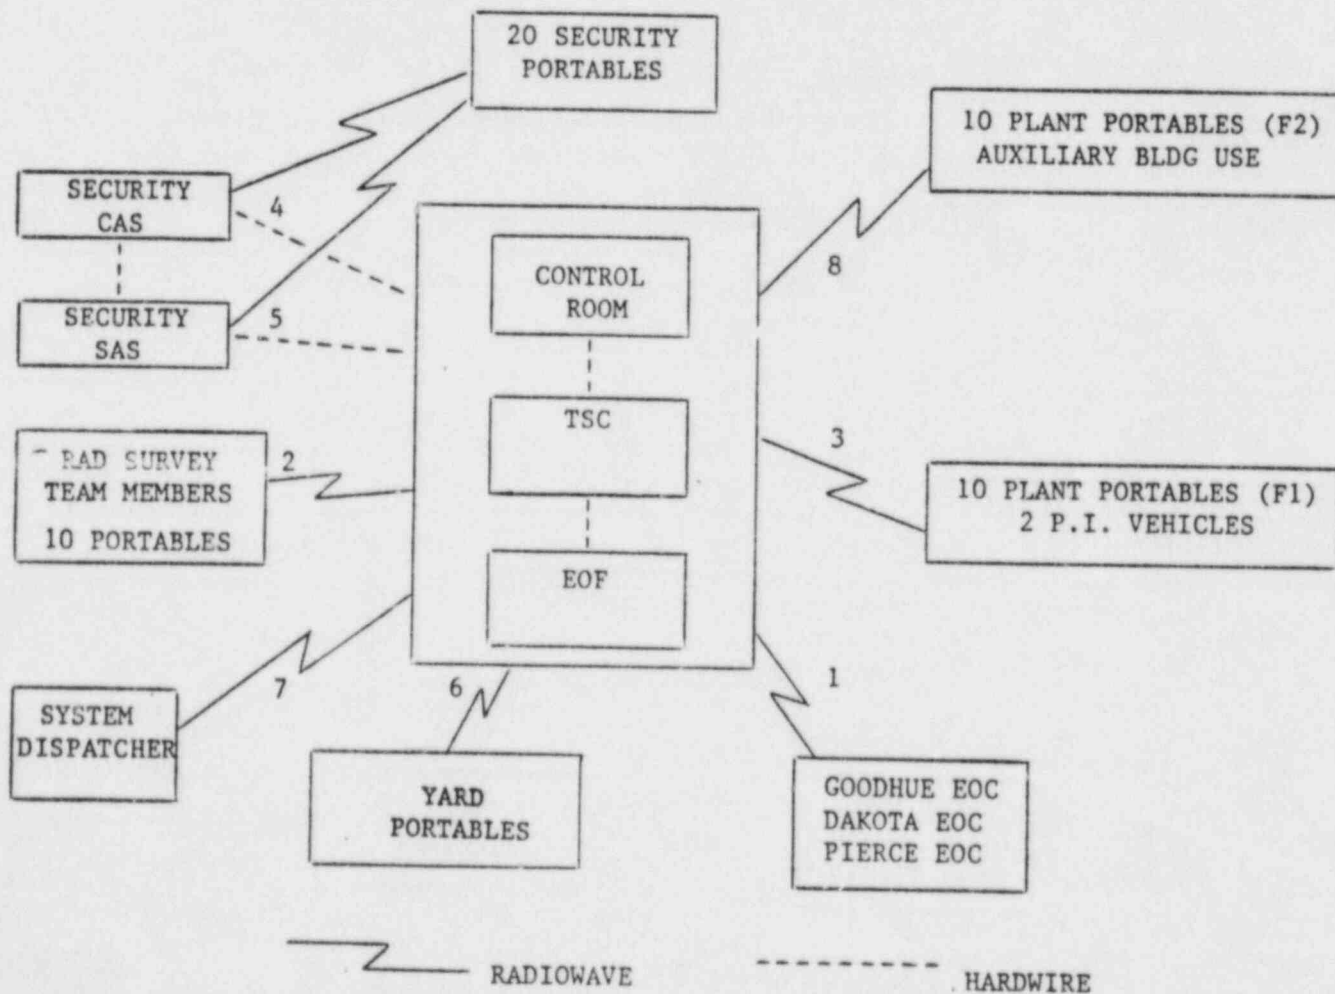 20 SECURITY
PORTABLES
10 PLANT PORTABLES (F2)
AUXILIARY BLDG USE
SECURITY
CAS
4
CONTROL
ROOM
8
SECURITY
SAS
5
TSC
3
RAD SURVEY
TEAM MEMBERS
10 PORTABLES
2
10 PLANT PORTABLES (F1)
2 P.I. VEHICLES
EOF
7
6
1
SYSTEM
DISPATCHER
YARD
PORTABLES
GOODHUE EOC
DAKOTA EOC
PIERCE EOC
RADIOWAVE
HARDWIRE